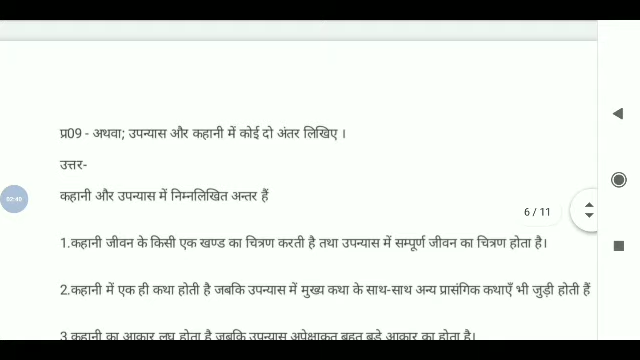 प्र09 - अथवा; उपन्यास और कहानी में कोई दो अंतर लिखिए ।
उत्तर-
02:40
कहानी और उपन्यास में निम्नलिखित अन्तर हैं
6 / 11
1.कहानी जीवन के किसी एक खण्ड का चित्रण करती है तथा उपन्यास में सम्पूर्ण जीवन का चित्रण होता है।
2.कहानी में एक ही कथा होती है जबकि उपन्यास में मुख्य कथा के साथ-साथ अन्य प्रासंगिक कथाएँ भी जुड़ी होती हैं
3.कहानी का आकार लघु होता है जबकि उपन्यास अपेक्षाकृत बहुत बड़े आकार का होता है।